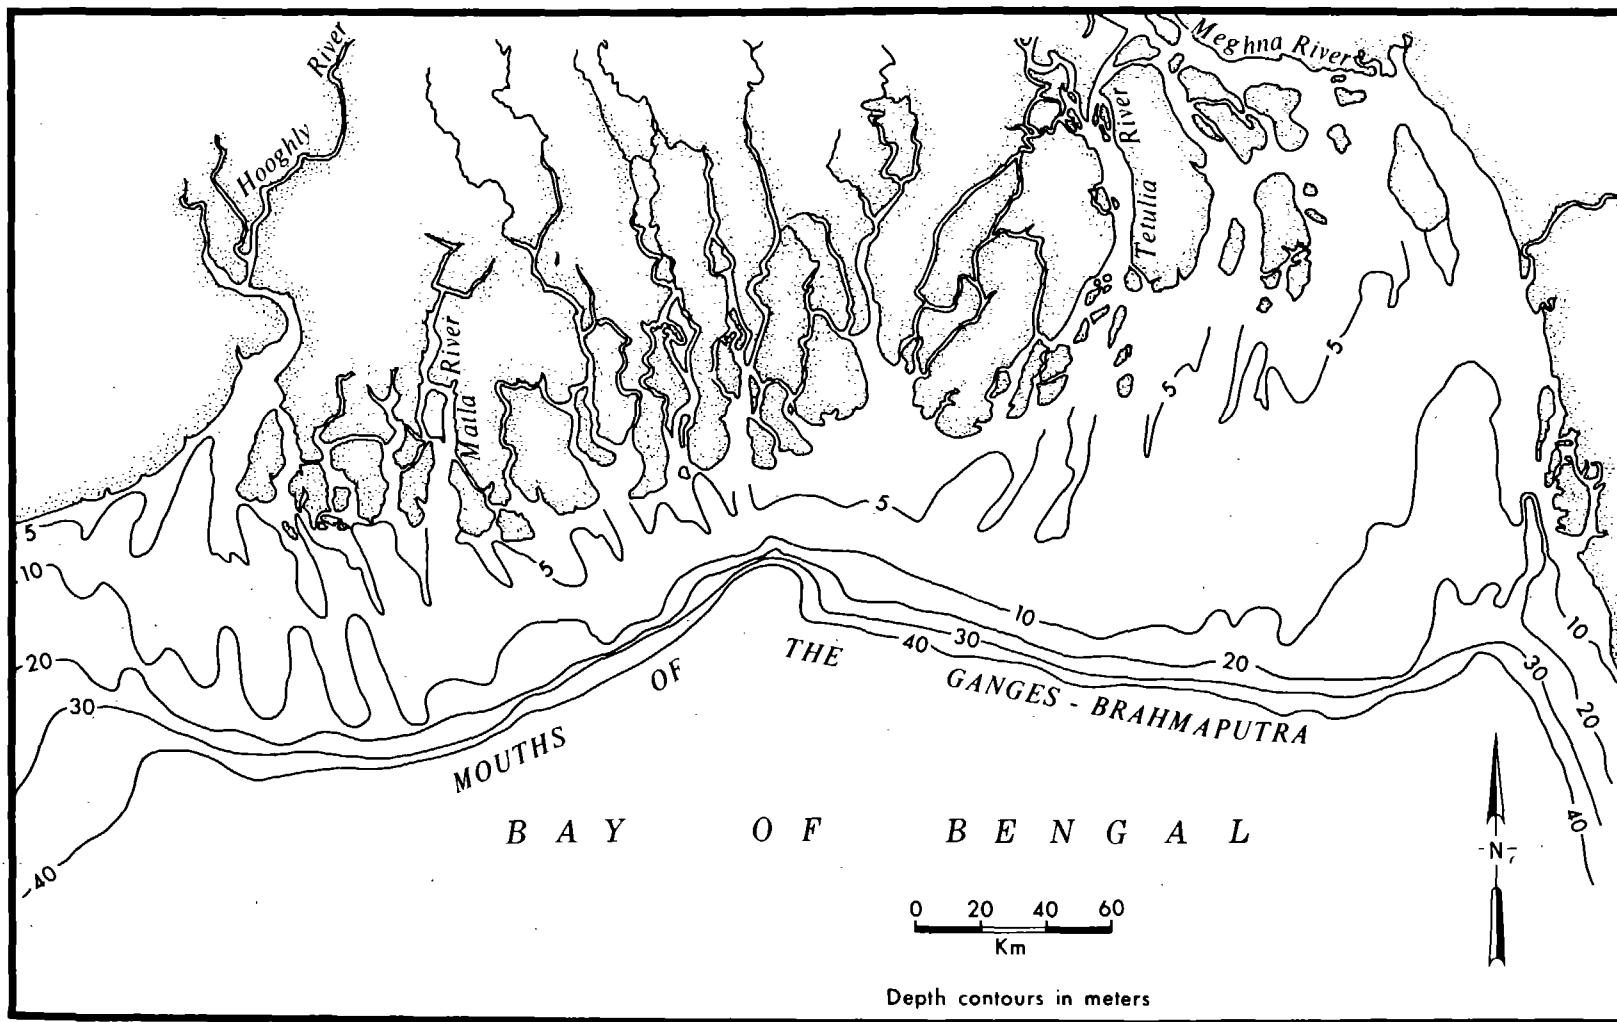 Hooghly River
Meghna River
Tetulia River
Matla River
5
10
20
30
40
5
5
5
5
10
20
30
40
10
20
30
40
MOUTHS OF THE GANGES - BRAHMAPUTRA
BAY OF BENGAL
N
0 20 40 60
Km
Depth contours in meters